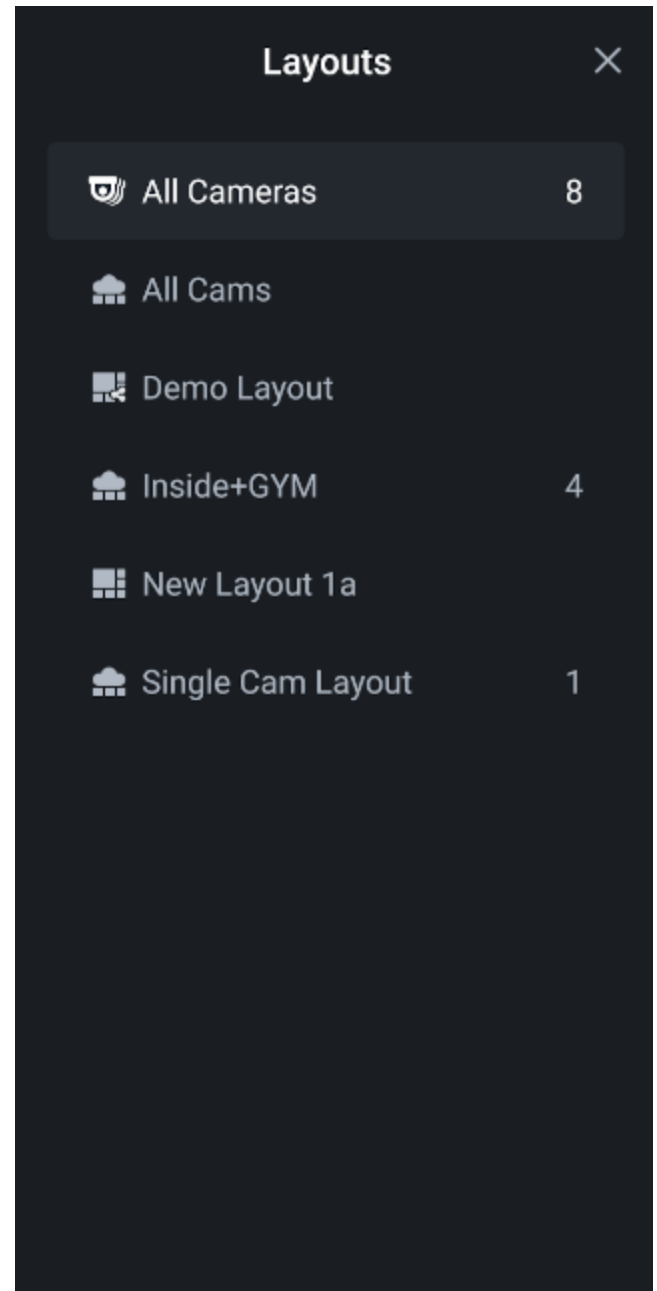 Layouts
All Cameras 8
All Cams
Demo Layout
Inside+GYM 4
New Layout 1a
Single Cam Layout 1